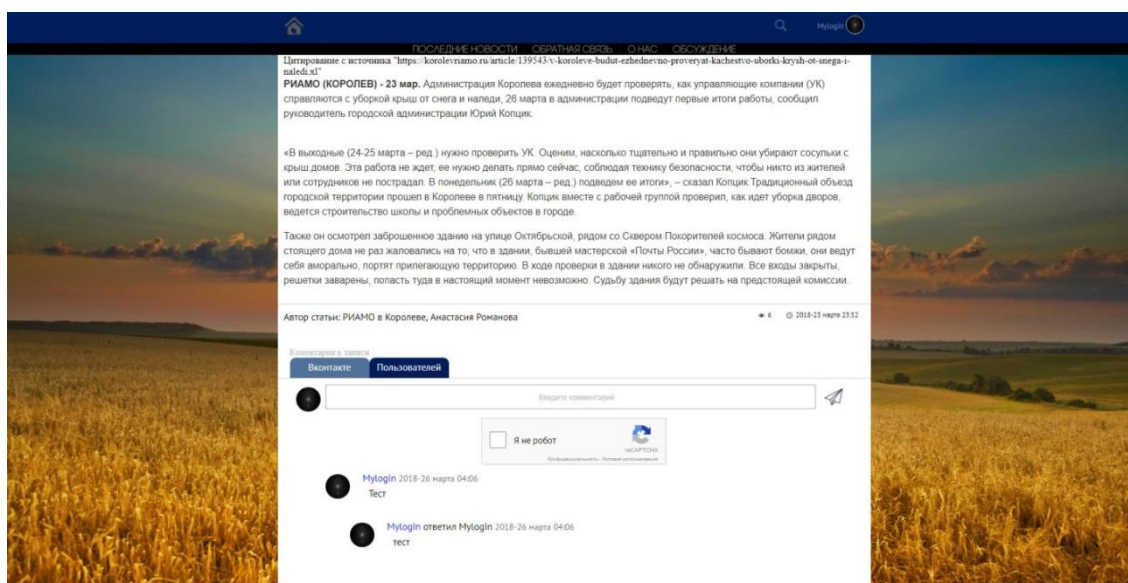 Mylogin
ПОСЛЕДНИЕ НОВОСТИ ОБРАТНАЯ СВЯЗЬ О НАС ОБСУЖДЕНИЕ
Цитирование с источника "https://korolevriamo.ru/article/139543/v-koroleve-budut-ezhednevno-proveryat-kachestvo-uborki-krysh-ot-snega-i-
naledi.xl"
РИАМО (КОРОЛЕВ) - 23 мар. Администрация Королева ежедневно будет проверять, как управляющие компании (УК)
справляются с уборкой крыш от снега и наледи, 26 марта в администрации подведут первые итоги работы, сообщил
руководитель городской администрации Юрий Копцик.
«В выходные (24-25 марта – ред.) нужно проверить УК. Оценим, насколько тщательно и правильно они убирают сосульки с
крыш домов. Эта работа не ждет, ее нужно делать прямо сейчас, соблюдая технику безопасности, чтобы никто из жителей
или сотрудников не пострадал. В понедельник (26 марта – ред.) подведем ее итоги», – сказал Копцик.Традиционный объезд
городской территории прошел в Королеве в пятницу. Копцик вместе с рабочей группой проверил, как идет уборка дворов,
ведется строительство школы и проблемных объектов в городе.
Также он осмотрел заброшенное здание на улице Октябрьской, рядом со Сквером Покорителей космоса. Жители рядом
стоящего дома не раз жаловались на то, что в здании, бывшей мастерской «Почты России», часто бывают бомжи, они ведут
себя аморально, портят прилегающую территорию. В ходе проверки в здании никого не обнаружили. Все входы закрыты,
решетки заварены, попасть туда в настоящий момент невозможно. Судьбу здания будут решать на предстоящей комиссии.
Автор статьи: РИАМО в Королеве, Анастасия Романова 6 2018-23 марта 23:52
Коментарии к записи
Вконтакте Пользователей
Введите комментарий
Я не робот
reCAPTCHA
Конфиденциальность - Условия использования
Mylogin 2018-26 марта 04:06
Тест
Mylogin ответил Mylogin 2018-26 марта 04:06
тест